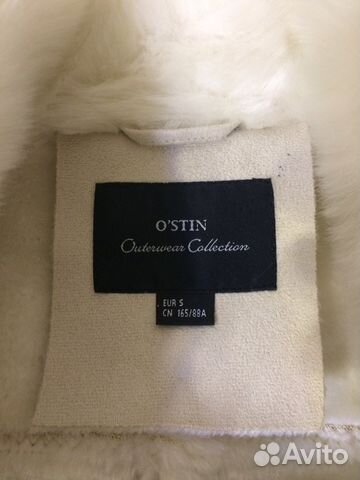 O'STIN
Outerwear Collection
EUR S
CN 165/88A
Avito